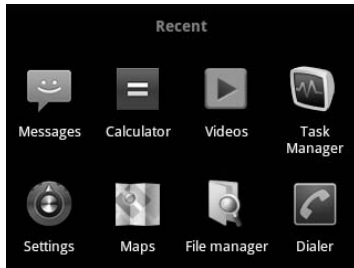 Recent
Messages Calculator Videos Task
Manager
Settings Maps File manager Dialer